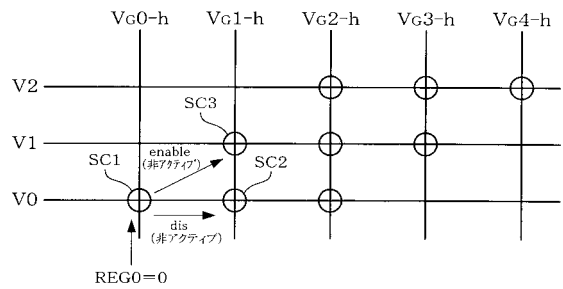 VG0-h VG1-h VG2-h VG3-h VG4-h
V2
SC3
V1
enable
(非アクティブ)
SC1
SC2
V0
dis
(非アクティブ)
REG0=0